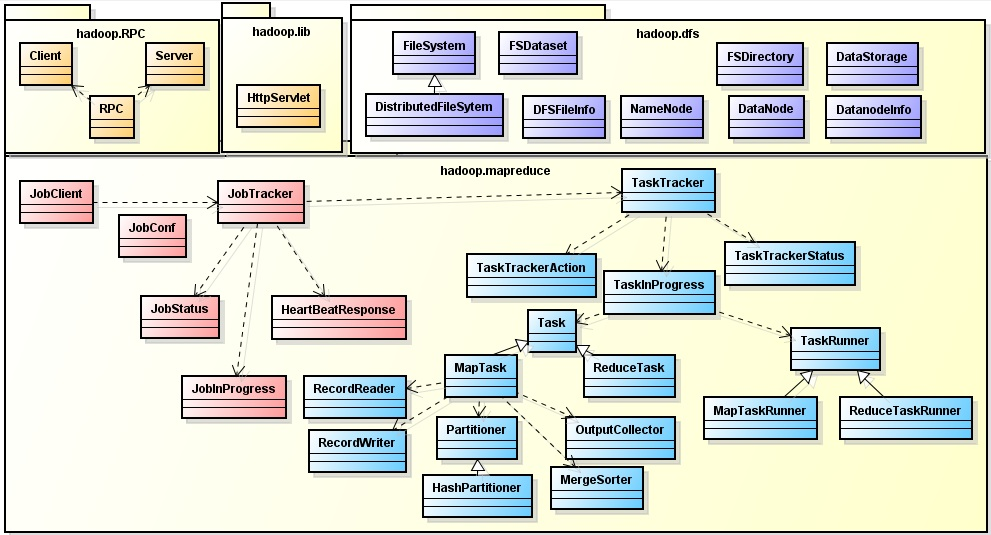 hadoop.RPC
Client
Server
RPC
hadoop.lib
HttpServlet
hadoop.dfs
FileSystem
FSDataset
FSDirectory
DataStorage
DistributedFileSytem
DFSFileInfo
NameNode
DataNode
DatanodeInfo
hadoop.mapreduce
JobClient
JobTracker
TaskTracker
JobConf
TaskTrackerAction
TaskInProgress
TaskTrackerStatus
JobStatus
HeartBeatResponse
Task
TaskRunner
JobInProgress
RecordReader
MapTask
ReduceTask
MapTaskRunner
ReduceTaskRunner
RecordWriter
Partitioner
OutputCollector
HashPartitioner
MergeSorter